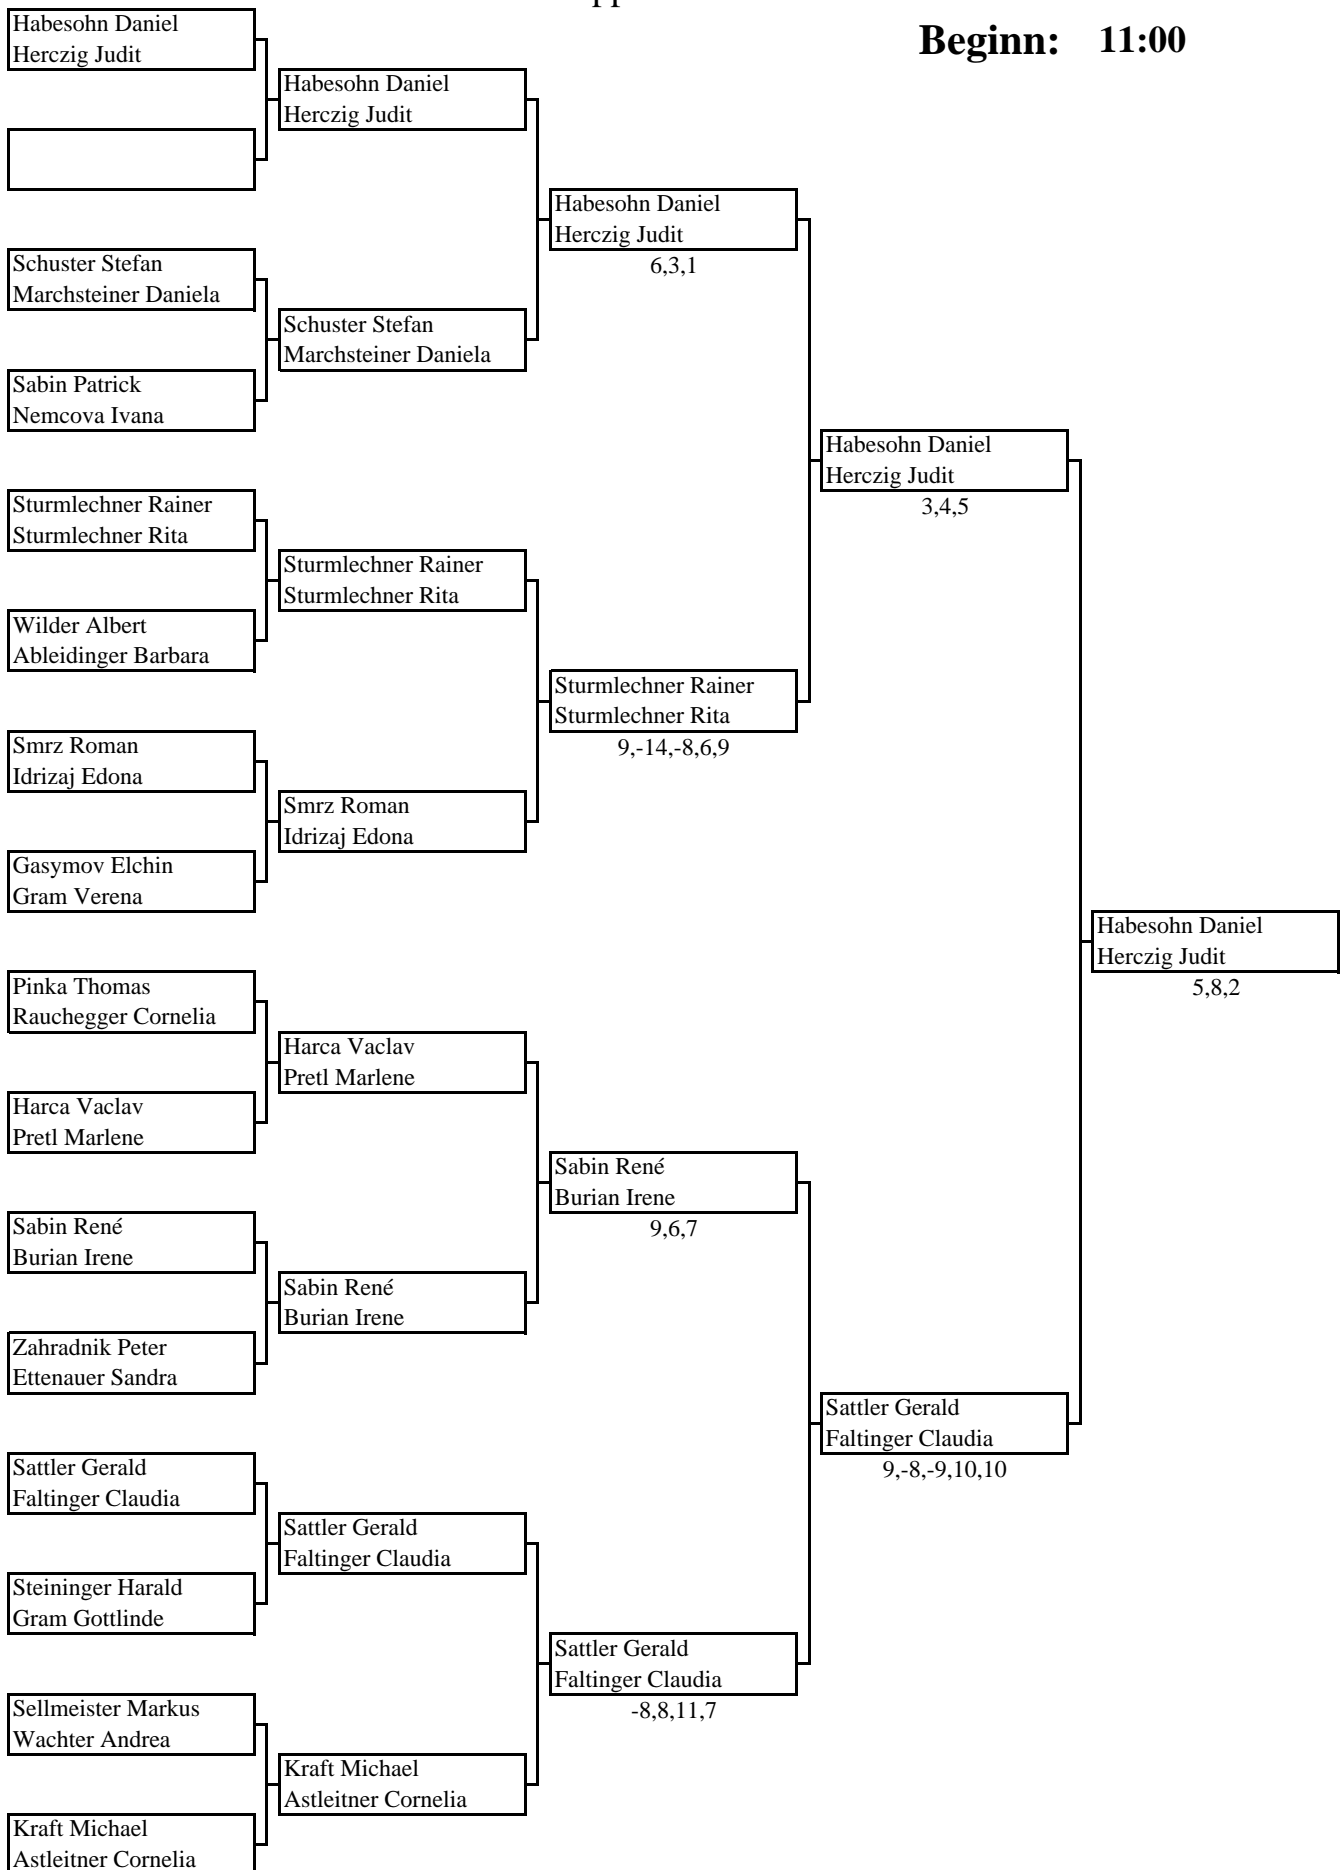 Beginn: 11:00
Habesohn Daniel
Herczig Judit
Schuster Stefan
Marchsteiner Daniela
Sabin Patrick
Nemcova Ivana
Sturmlechner Rainer
Sturmlechner Rita
Wilder Albert
Ableidinger Barbara
Smrz Roman
Idrizaj Edona
Gasymov Elchin
Gram Verena
Pinka Thomas
Rauchegger Cornelia
Harca Vaclav
Pretl Marlene
Sabin René
Burian Irene
Zahradnik Peter
Ettenauer Sandra
Sattler Gerald
Faltinger Claudia
Steininger Harald
Gram Gottlinde
Sellmeister Markus
Wachter Andrea
Kraft Michael
Astleitner Cornelia
Habesohn Daniel
Herczig Judit
Schuster Stefan
Marchsteiner Daniela
Sturmlechner Rainer
Sturmlechner Rita
Smrz Roman
Idrizaj Edona
Harca Vaclav
Pretl Marlene
Sabin René
Burian Irene
Sattler Gerald
Faltinger Claudia
Kraft Michael
Astleitner Cornelia
Habesohn Daniel
Herczig Judit
6,3,1
Sturmlechner Rainer
Sturmlechner Rita
9,-14,-8,6,9
Sabin René
Burian Irene
9,6,7
Sattler Gerald
Faltinger Claudia
-8,8,11,7
Habesohn Daniel
Herczig Judit
3,4,5
Sattler Gerald
Faltinger Claudia
9,-8,-9,10,10
Habesohn Daniel
Herczig Judit
5,8,2